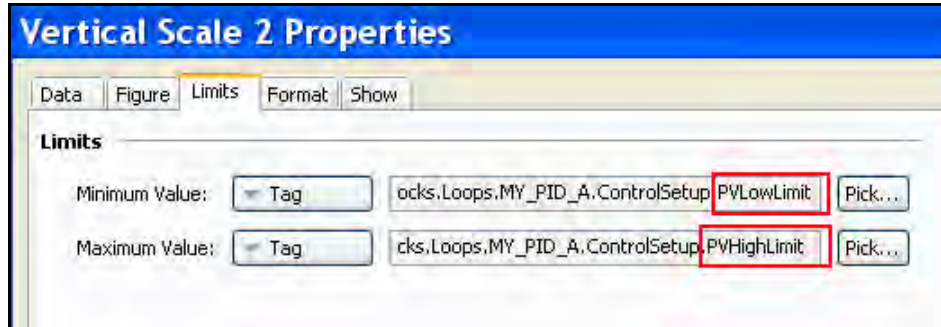 Vertical Scale 2 Properties
Data Figure Limits Format Show
Limits
Minimum Value: Tag ocks.Loops.MY_PID_A.ControlSetup.PVLowLimit Pick...
Maximum Value: Tag cks.Loops.MY_PID_A.ControlSetup.PVHighLimit Pick...